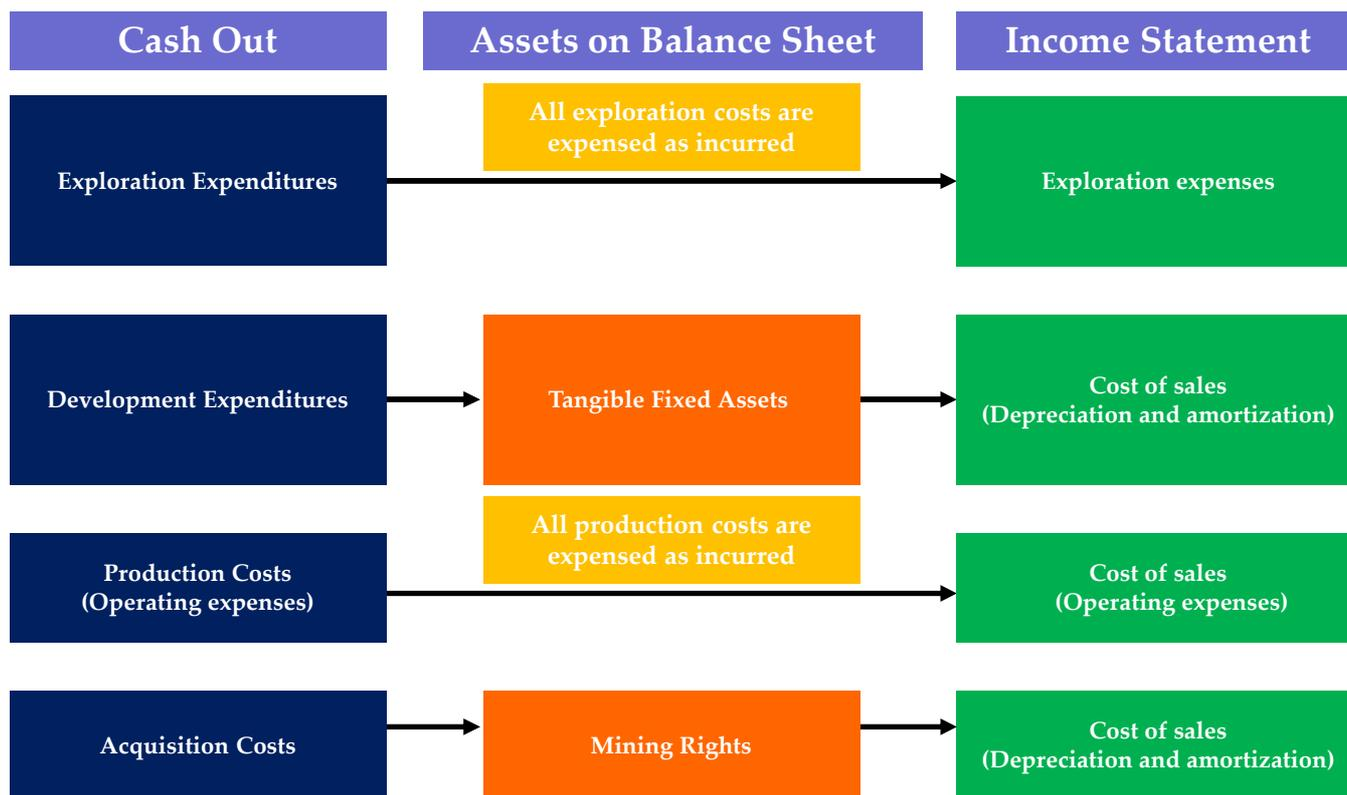 Cash Out
Assets on Balance Sheet
Income Statement
All exploration costs are
expensed as incurred
Exploration Expenditures
Exploration expenses
Development Expenditures
Tangible Fixed Assets
Cost of sales
(Depreciation and amortization)
All production costs are
expensed as incurred
Production Costs
(Operating expenses)
Cost of sales
(Operating expenses)
Acquisition Costs
Mining Rights
Cost of sales
(Depreciation and amortization)